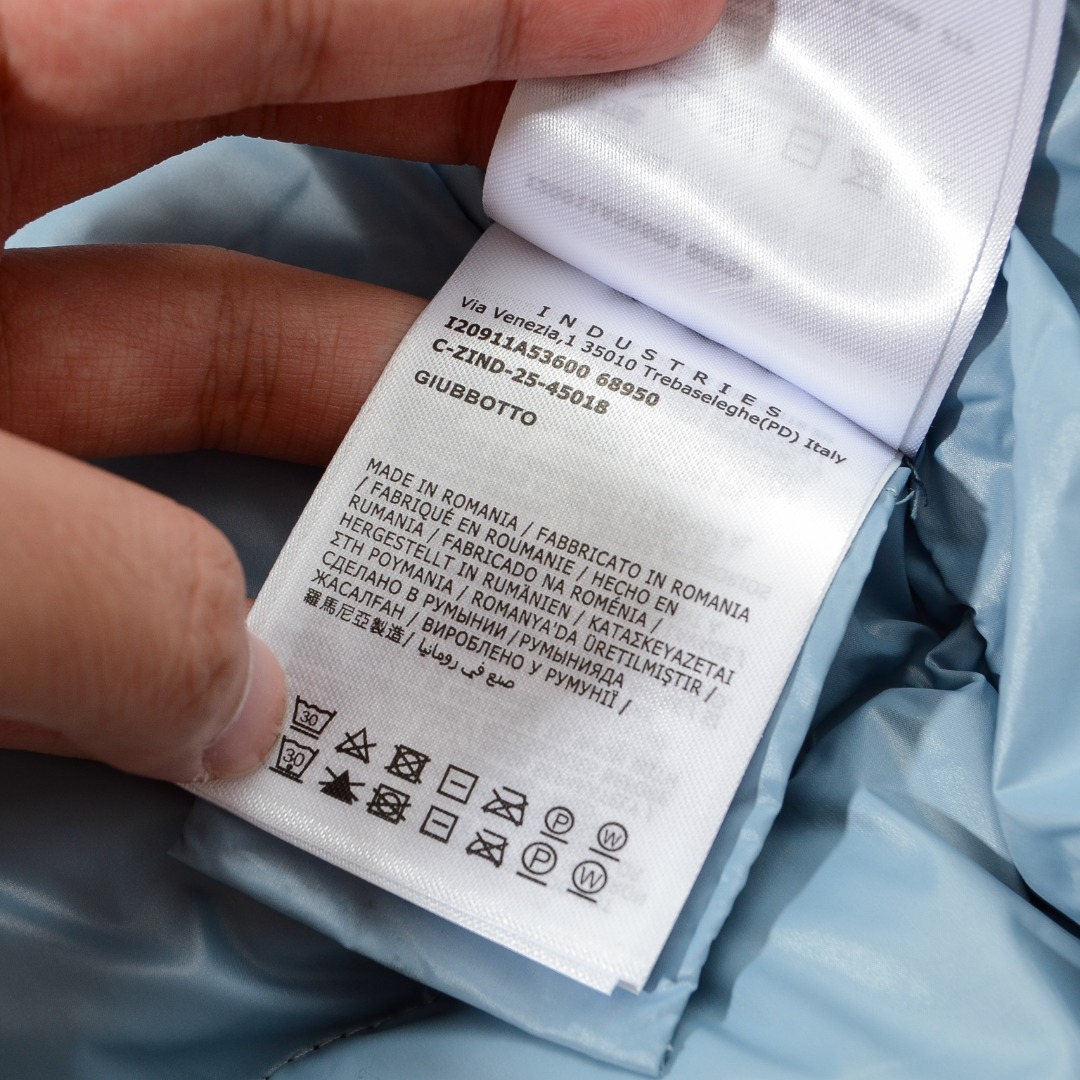 INDUSTRIES
Via Venezia,1 35010 Trebaseleghe(PD) Italy
I20911A53600 68950
C-ZIND-25-45018
GIUBBOTTO
MADE IN ROMANIA / FABBRICATO IN ROMANIA
/ FABRIQUÉ EN ROUMANIE / HECHO EN
RUMANIA / FABRICADO NA ROMÉNIA /
HERGESTELLT IN RUMÄNIEN / ΚΑΤΑΣΚΕΥΑΖΕΤΑΙ
ΣΤΗ ΡΟΥΜΑΝΙΑ / ROMANYA'DA ÜRETILMIŞTIR /
СДЕЛАНО В РУМЫНИИ / РУМЫНИЯДА
ЖАСАЛҒАН / ВИРОБЛЕНО У РУМУНІЇ /
羅馬尼亞製造 / صنع في رومانيا
30 P W
30 P W